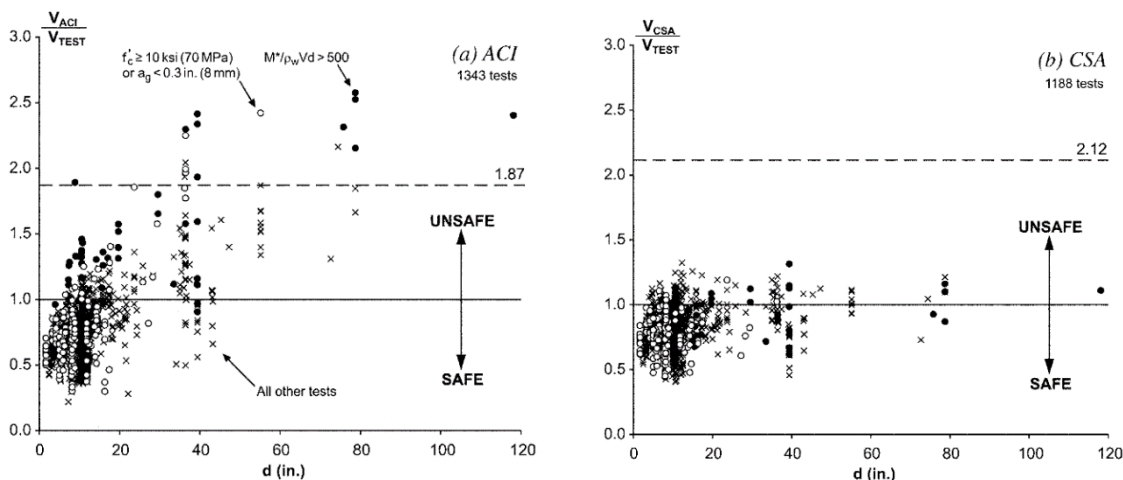 V_ACI
V_TEST
(a) ACI
1343 tests
f'c ≥ 10 ksi (70 MPa)
or a_g < 0.3 in. (8 mm)
M*/ρ_wVd > 500
3.0
2.5
2.0
1.5
1.0
0.5
0.0
1.87
UNSAFE
SAFE
All other tests
0 20 40 60 80 100 120
d (in.)
V_CSA
V_TEST
(b) CSA
1188 tests
3.0
2.5
2.0
1.5
1.0
0.5
0.0
2.12
UNSAFE
SAFE
0 20 40 60 80 100 120
d (in.)